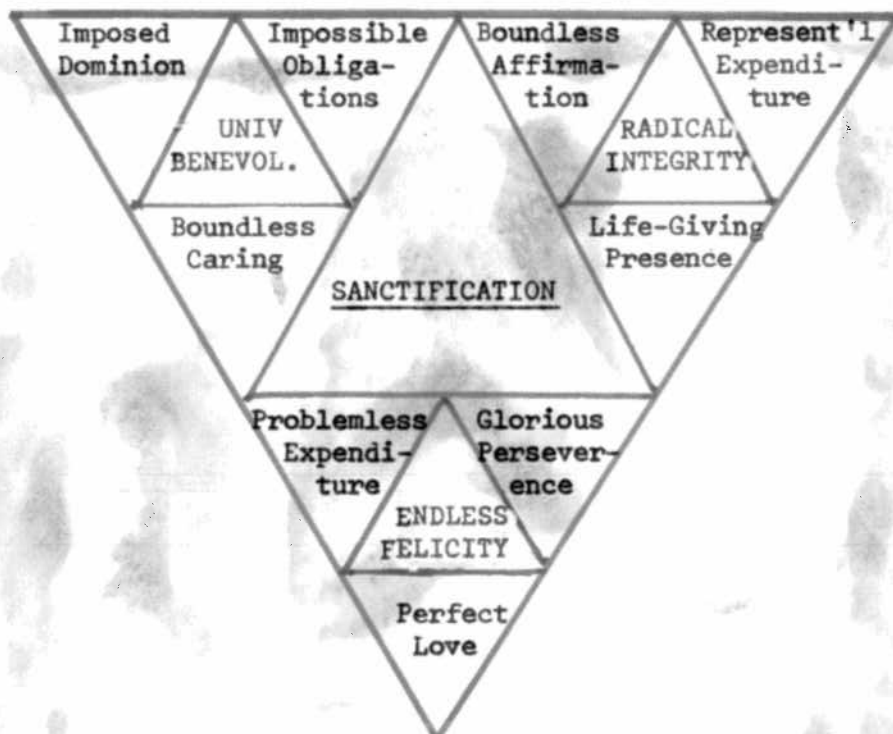 Imposed
Dominion
Impossible
Obliga-
tions
Boundless
Affirma-
tion
Represent'l
Expendi-
ture
UNIV
BENEVOL.
RADICAL
INTEGRITY
Boundless
Caring
Life-Giving
Presence
SANCTIFICATION
Problemless
Expendi-
ture
Glorious
Persever-
ence
ENDLESS
FELICITY
Perfect
Love